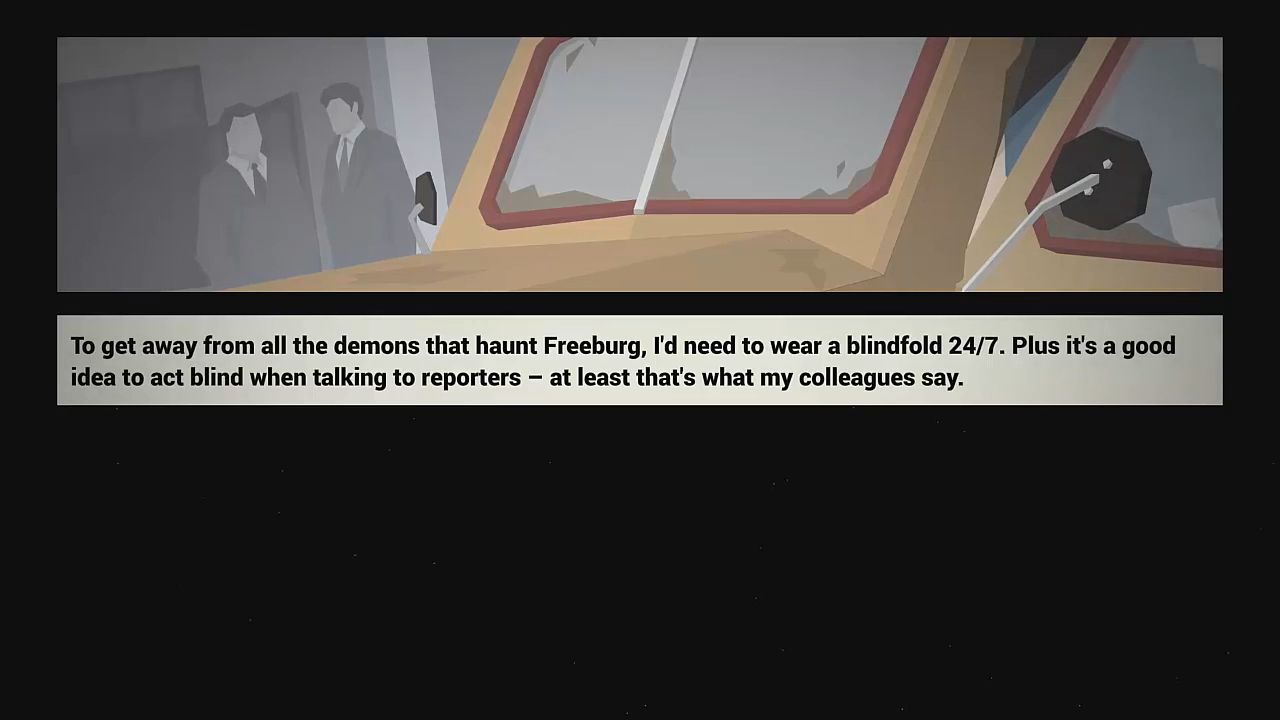 To get away from all the demons that haunt Freeburg, I'd need to wear a blindfold 24/7. Plus it's a good
idea to act blind when talking to reporters – at least that's what my colleagues say.